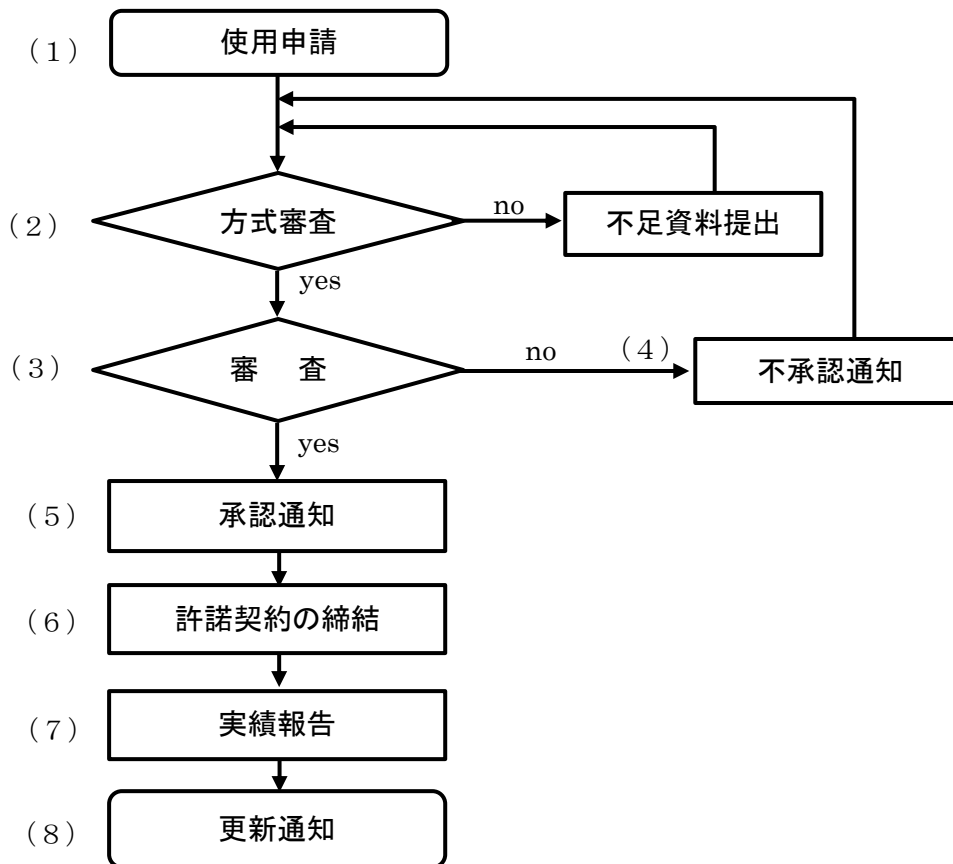 （１） 使用申請
（２） 方式審査 no 不足資料提出
yes
（３） 審　査 no （４） 不承認通知
yes
（５） 承認通知
（６） 許諾契約の締結
（７） 実績報告
（８） 更新通知